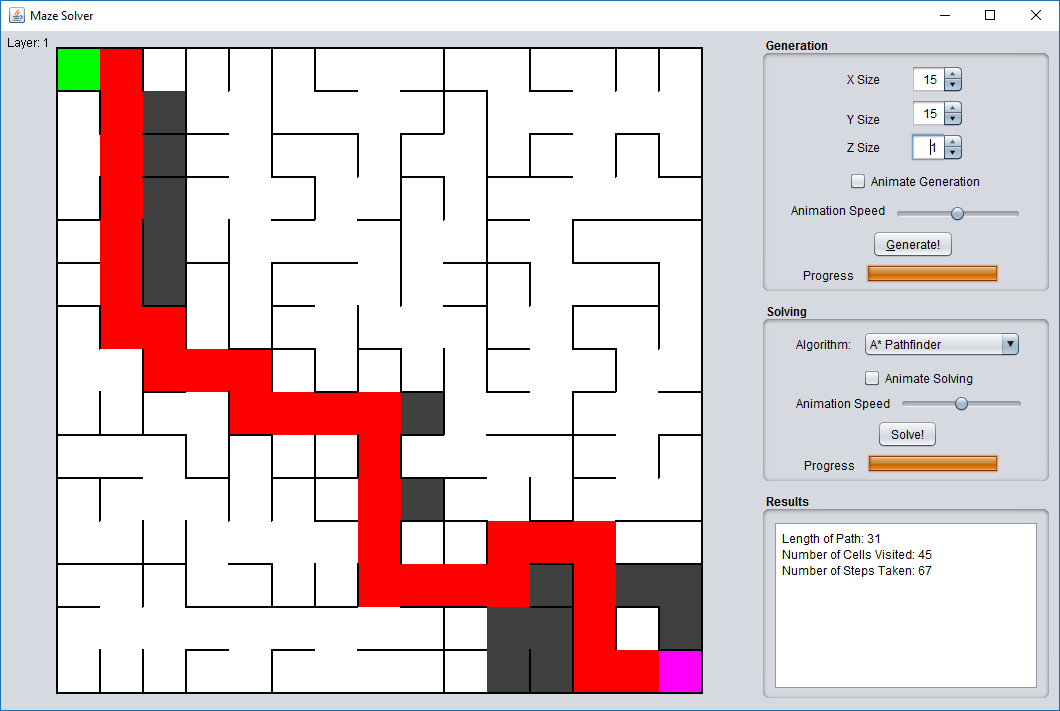 Maze Solver
Layer: 1
Generation
X Size 15
Y Size 15
Z Size 1
Animate Generation
Animation Speed
Generate!
Progress
Solving
Algorithm: A* Pathfinder
Animate Solving
Animation Speed
Solve!
Progress
Results
Length of Path: 31
Number of Cells Visited: 45
Number of Steps Taken: 67